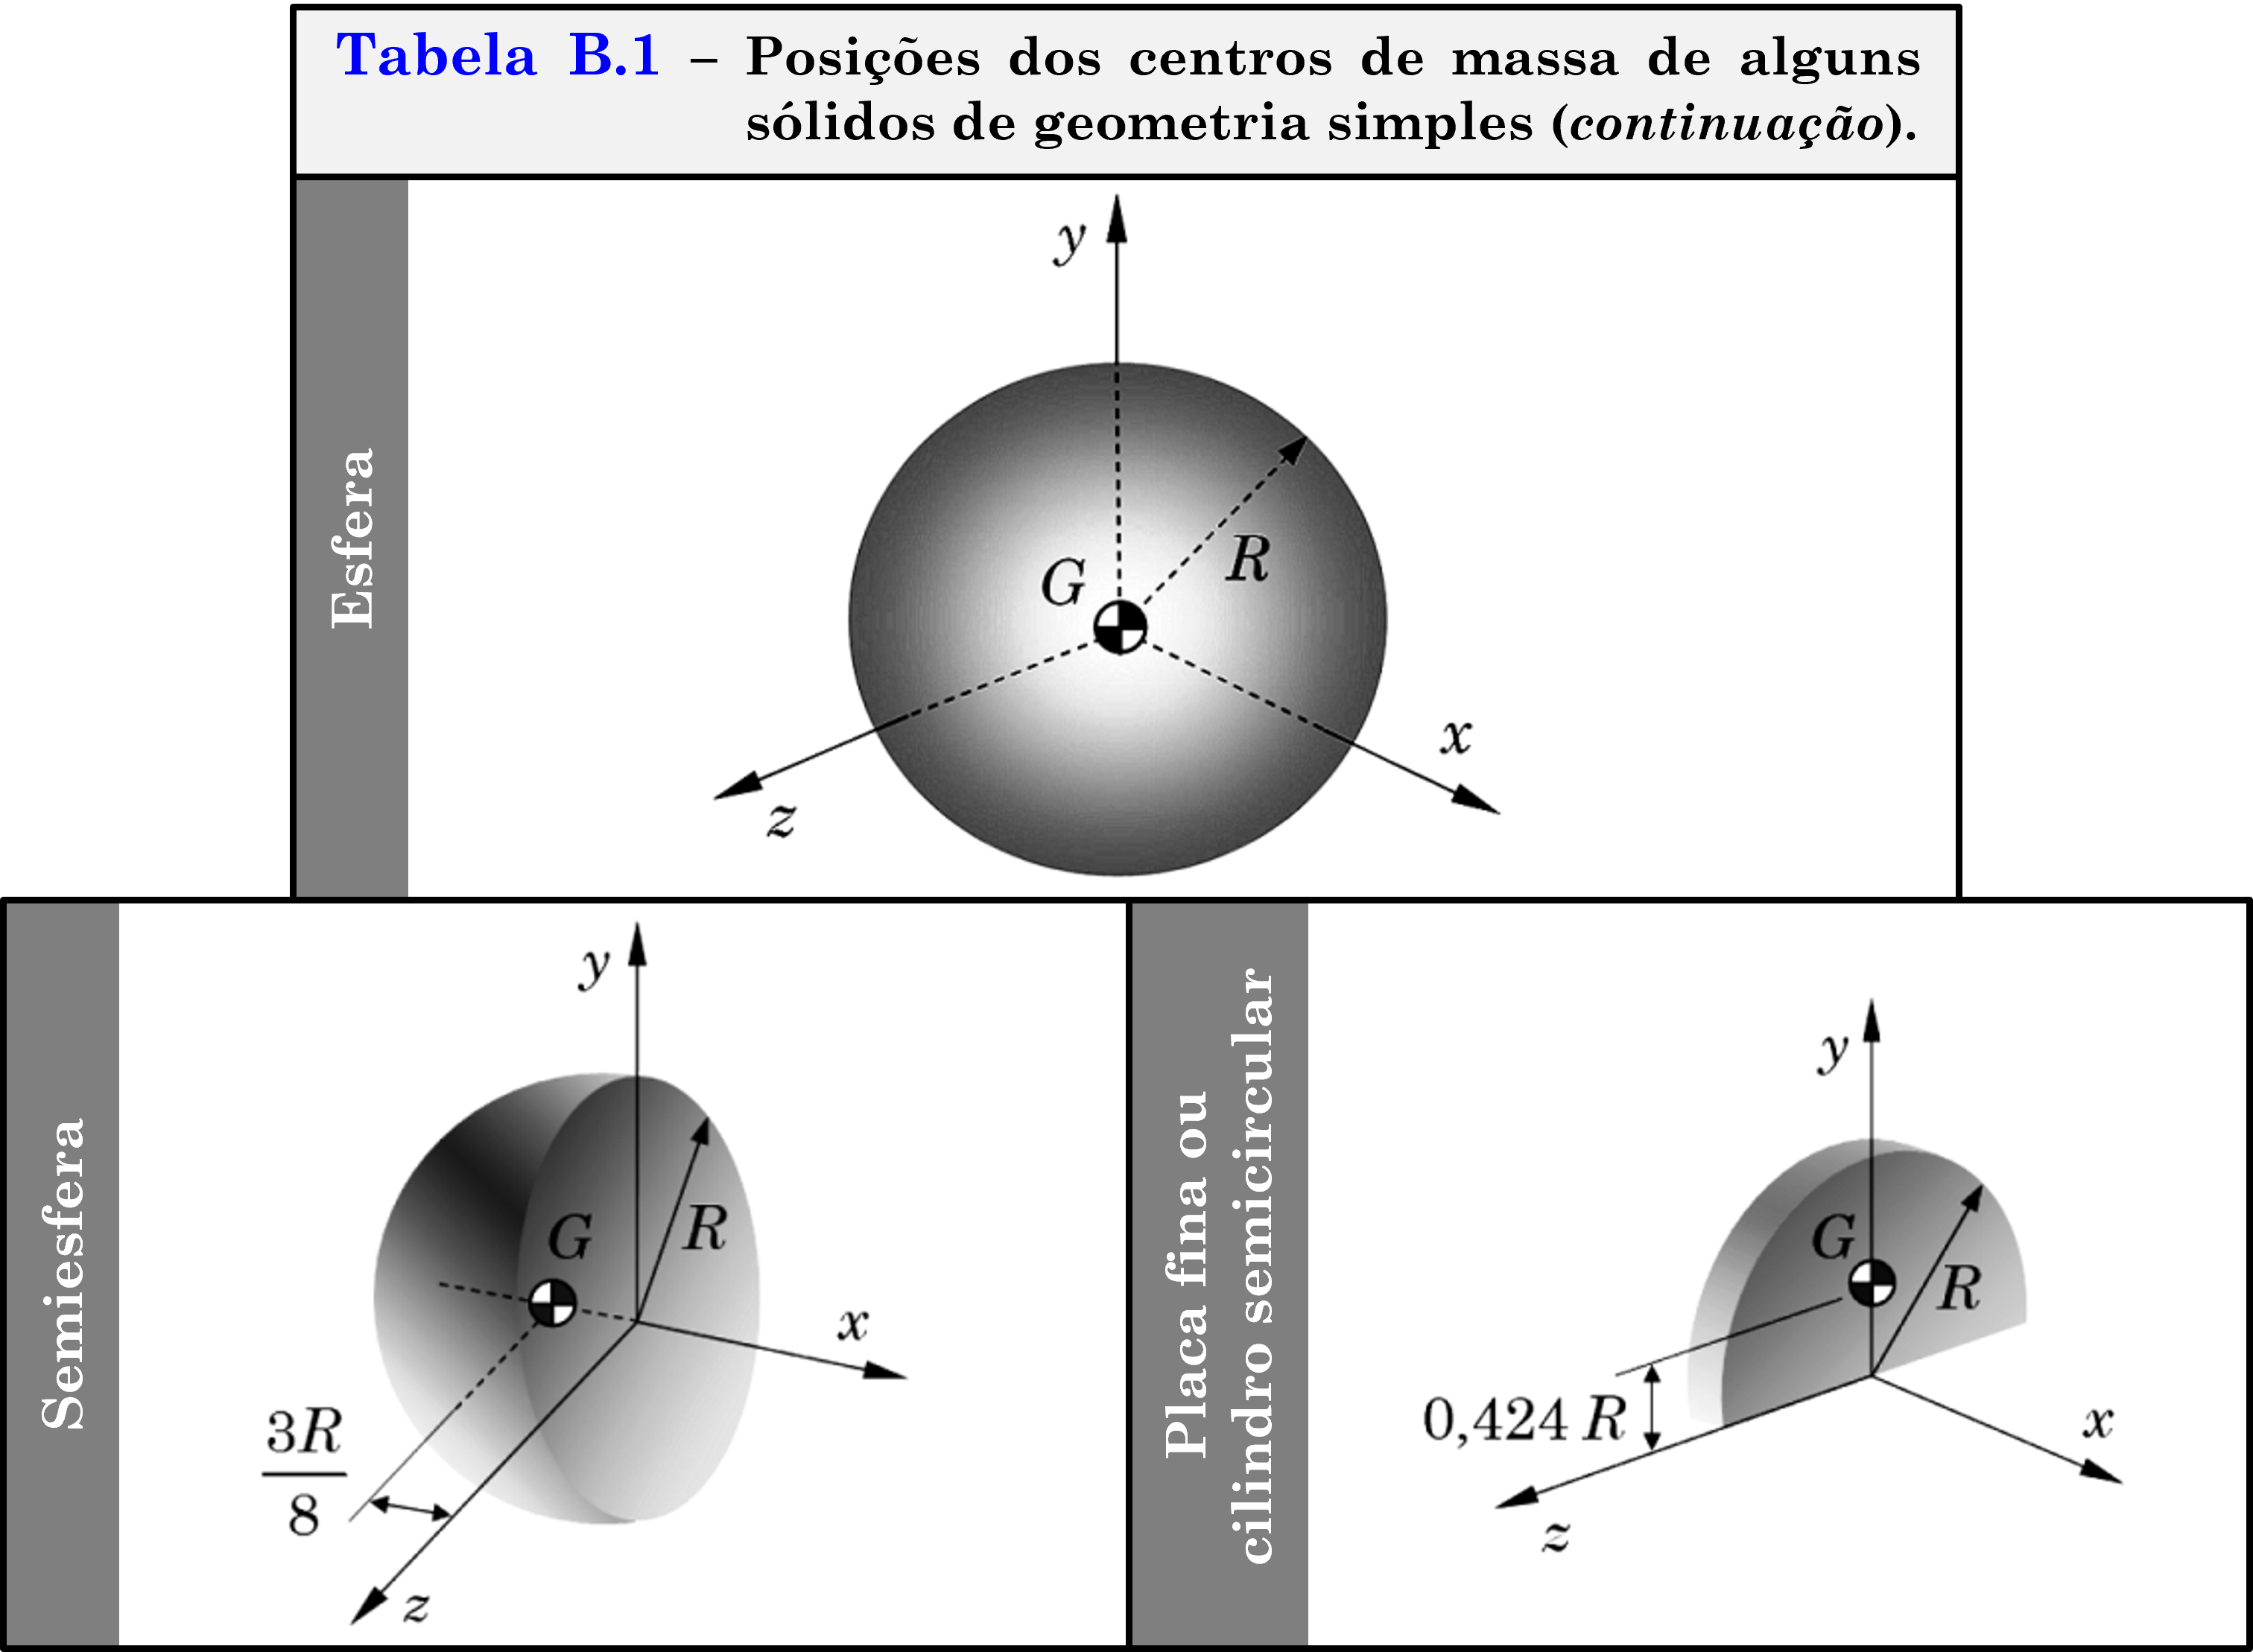 Tabela B.1 – Posições dos centros de massa de alguns
sólidos de geometria simples (continuação).
Esfera
y
R
G
x
z
Semiesfera
y
G
R
x
3R
8
z
Placa fina ou
cilindro semicircular
y
G
R
0,424 R
x
z